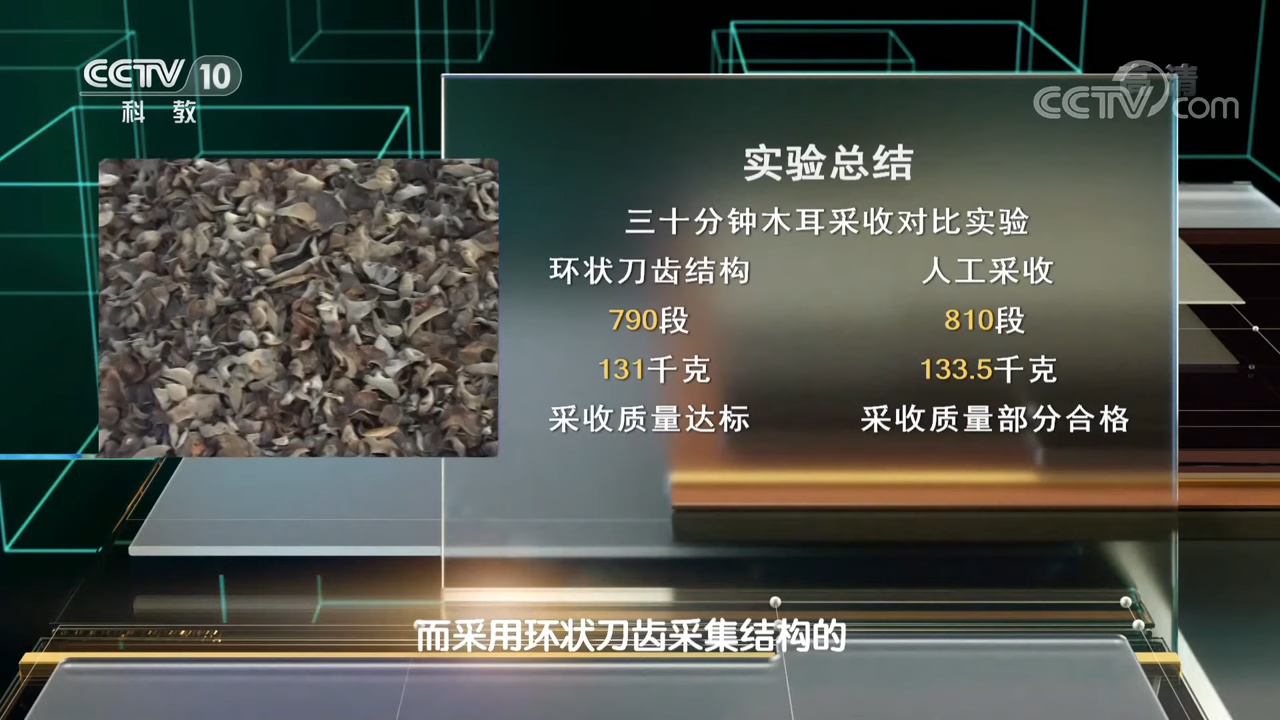 CCTV 10
科教
高清
CCTV.com
实验总结
三十分钟木耳采收对比实验
环状刀齿结构 人工采收
790段 810段
131千克 133.5千克
采收质量达标 采收质量部分合格
而采用环状刀齿采集结构的